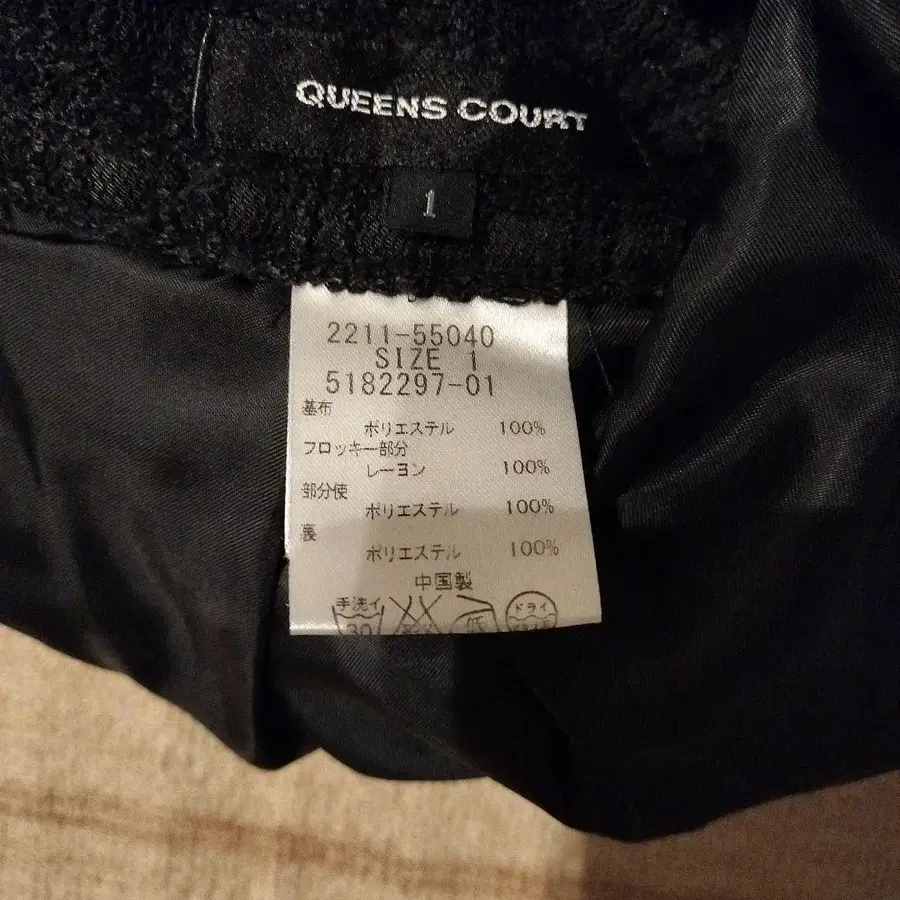 QUEENS COURT
1
2211-55040
SIZE 1
5182297-01
基布
ポリエステル 100%
フロッキー部分
レーヨン 100%
部分使
ポリエステル 100%
裏
ポリエステル 100%
中国製
手洗イ 低 ドライ
30